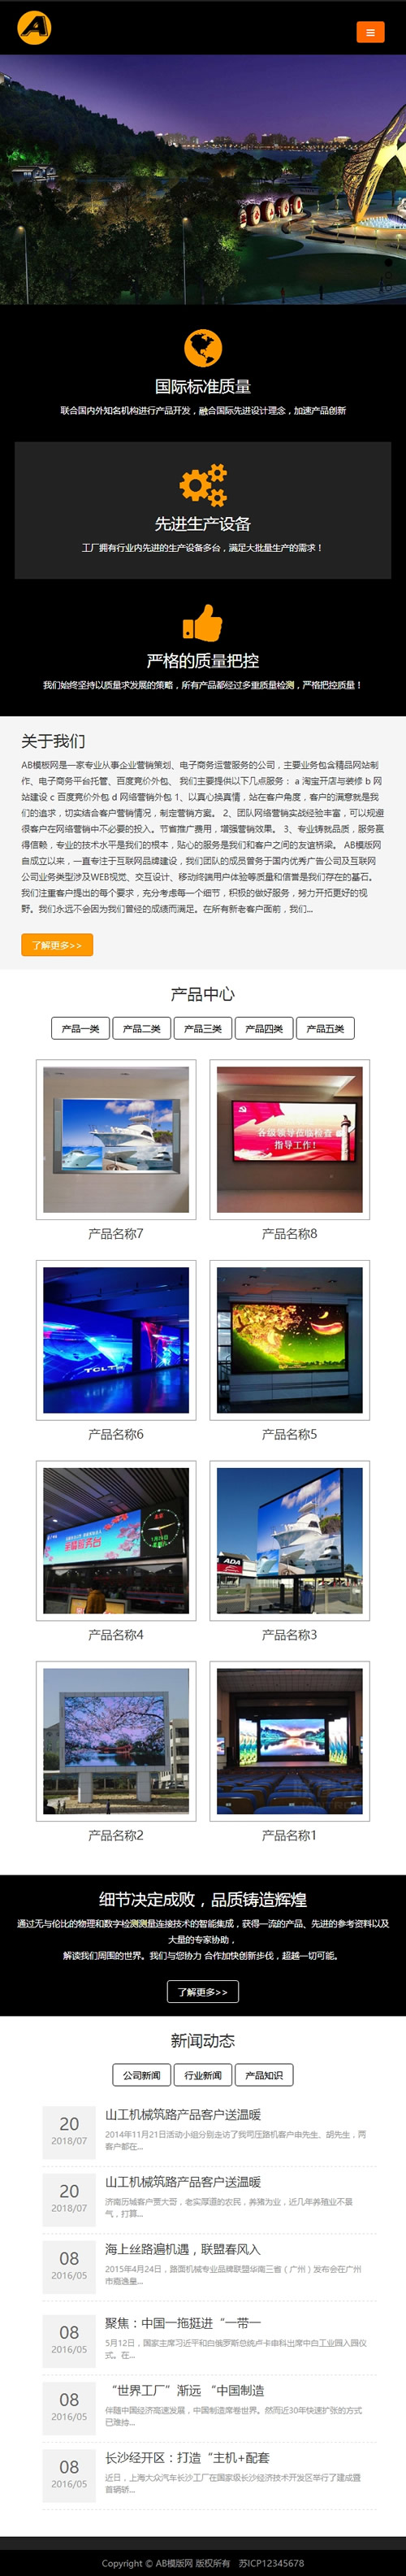 A
国际标准质量
联合国内外知名机构进行产品开发，融合国际先进设计理念，加速产品创新
先进生产设备
工厂拥有行业内先进的生产设备多台，满足大批量生产的需求！
严格的质量把控
我们始终坚持以质量求发展的策略，所有产品都经过多重质量检测，严格把控质量！
关于我们
AB模板网是一家专业从事企业营销策划、电子商务运营服务的公司，主要业务包含精品网站制
作、电子商务平台托管、百度竞价外包、 我们主要提供以下几点服务： a 淘宝开店与装修 b 网
站建设 c 百度竞价外包 d 网络营销外包 1、以真心换真情，站在客户角度，客户的满意就是我
们的追求，切实结合客户营销情况，制定营销方案。 2、团队网络营销实战经验丰富，可以规避
很客户在网络营销中不必要的投入。节省推广费用，增强营销效果。 3、专业铸就品质，服务赢
得信赖，专业的技术水平是我们的根本，贴心的服务是我们和客户之间的友谊桥梁。 AB模版网
自成立以来，一直专注于互联网品牌建设，我们团队的成员曾务于国内优秀广告公司及互联网
公司业务类型涉及WEB视觉、交互设计、移动终端用户体验等质量和信誉是我们存在的基石。
我们注重客户提出的每个要求，充分考虑每一个细节，积极的做好服务，努力开拓更好的视
野。我们永远不会因为我们曾经的成绩而满足。在所有新老客户面前，我们...
了解更多>>
产品中心
产品一类 产品二类 产品三类 产品四类 产品五类
各级领导莅临检查
指导工作！
产品名称7 产品名称8
TCL
产品名称6 产品名称5
ADA
产品名称4 产品名称3
产品名称2 产品名称1
细节决定成败，品质铸造辉煌
通过无与伦比的物理和数字检测测量连接技术的智能集成，获得一流的产品、先进的参考资料以及
大量的专家协助，
解读我们周围的世界。我们与您协力 合作加快创新步伐，超越一切可能。
了解更多>>
新闻动态
公司新闻 行业新闻 产品知识
20
2018/07
山工机械筑路产品客户送温暖
2014年11月21日活动小组分别走访了我司压路机客户申先生、胡先生，两
客户都在...
20
2018/07
山工机械筑路产品客户送温暖
济南历城客户贾大哥，老实厚道的农民，养猪为业，近几年养殖业不景
气，打算...
08
2016/05
海上丝路遍机遇，联盟春风入
2015年4月24日，路面机械专业品牌联盟华南三省（广州）发布会在广州
市嘉逸皇...
08
2016/05
聚焦：中国一拖挺进“一带一
5月12日，国家主席习近平和白俄罗斯总统卢卡申科出席中白工业园入园仪
式。在...
08
2016/05
“世界工厂”渐远 “中国制造
伴随中国经济高速发展，中国制造席卷世界。然而近30年快速扩张的方式
已难持...
08
2016/05
长沙经开区：打造“主机+配套
近日，上海大众汽车长沙工厂在国家级长沙经济技术开发区举行了建成暨
首辆轿...
Copyright © AB模版网 版权所有 苏ICP12345678